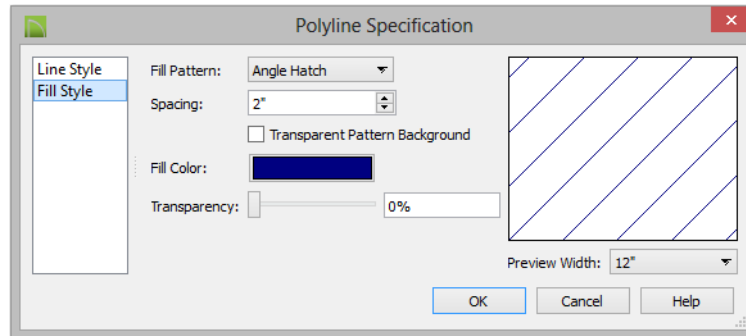 Polyline Specification
Line Style
Fill Style
Fill Pattern: Angle Hatch
Spacing: 2"
Transparent Pattern Background
Fill Color:
Transparency: 0%
Preview Width: 12"
OK Cancel Help